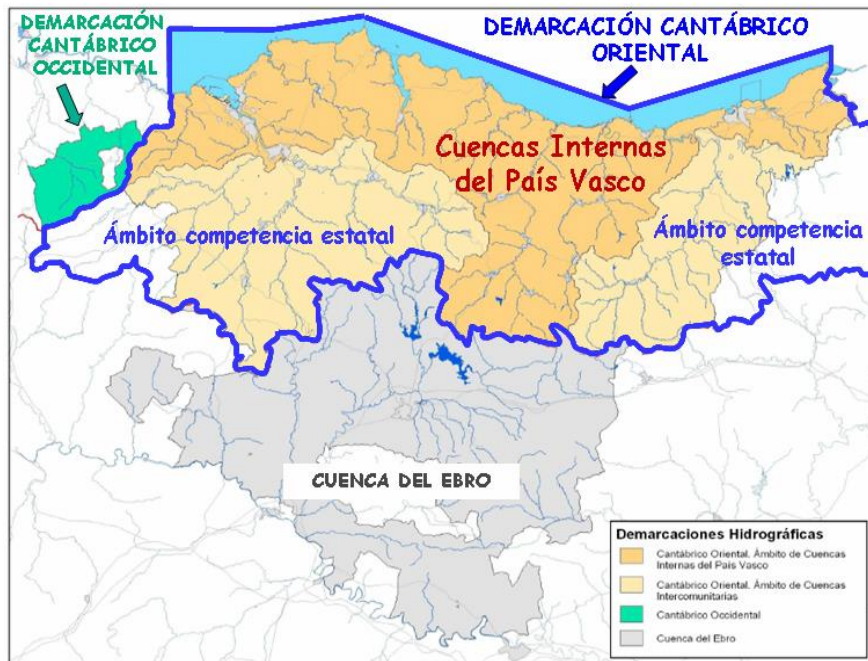 DEMARCACIÓN
CANTÁBRICO
OCCIDENTAL
DEMARCACIÓN CANTÁBRICO
ORIENTAL
Cuencas Internas
del País Vasco
Ámbito competencia estatal
Ámbito competencia
estatal
CUENCA DEL EBRO
Demarcaciones Hidrográficas
Cantábrico Oriental. Ámbito de Cuencas
Internas del País Vasco
Cantábrico Oriental. Ámbito de Cuencas
Intercomunitarias
Cantábrico Occidental
Cuenca del Ebro